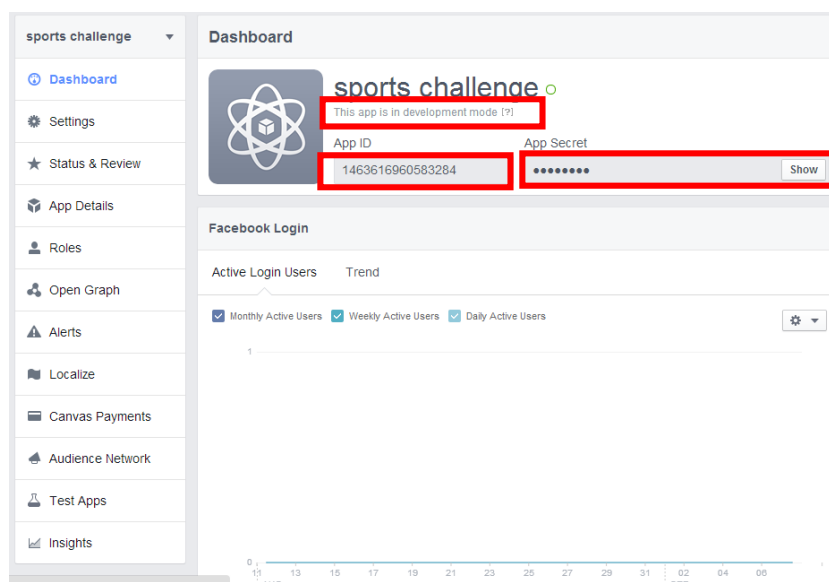 sports challenge
Dashboard
Settings
Status & Review
App Details
Roles
Open Graph
Alerts
Localize
Canvas Payments
Audience Network
Test Apps
Insights
Dashboard
sports challenge
This app is in development mode [?]
App ID
App Secret
1463616960583284
••••••••
Show
Facebook Login
Active Login Users Trend
Monthly Active Users Weekly Active Users Daily Active Users
1
0
11 13 15 17 19 21 23 25 27 29 31 02 04 06